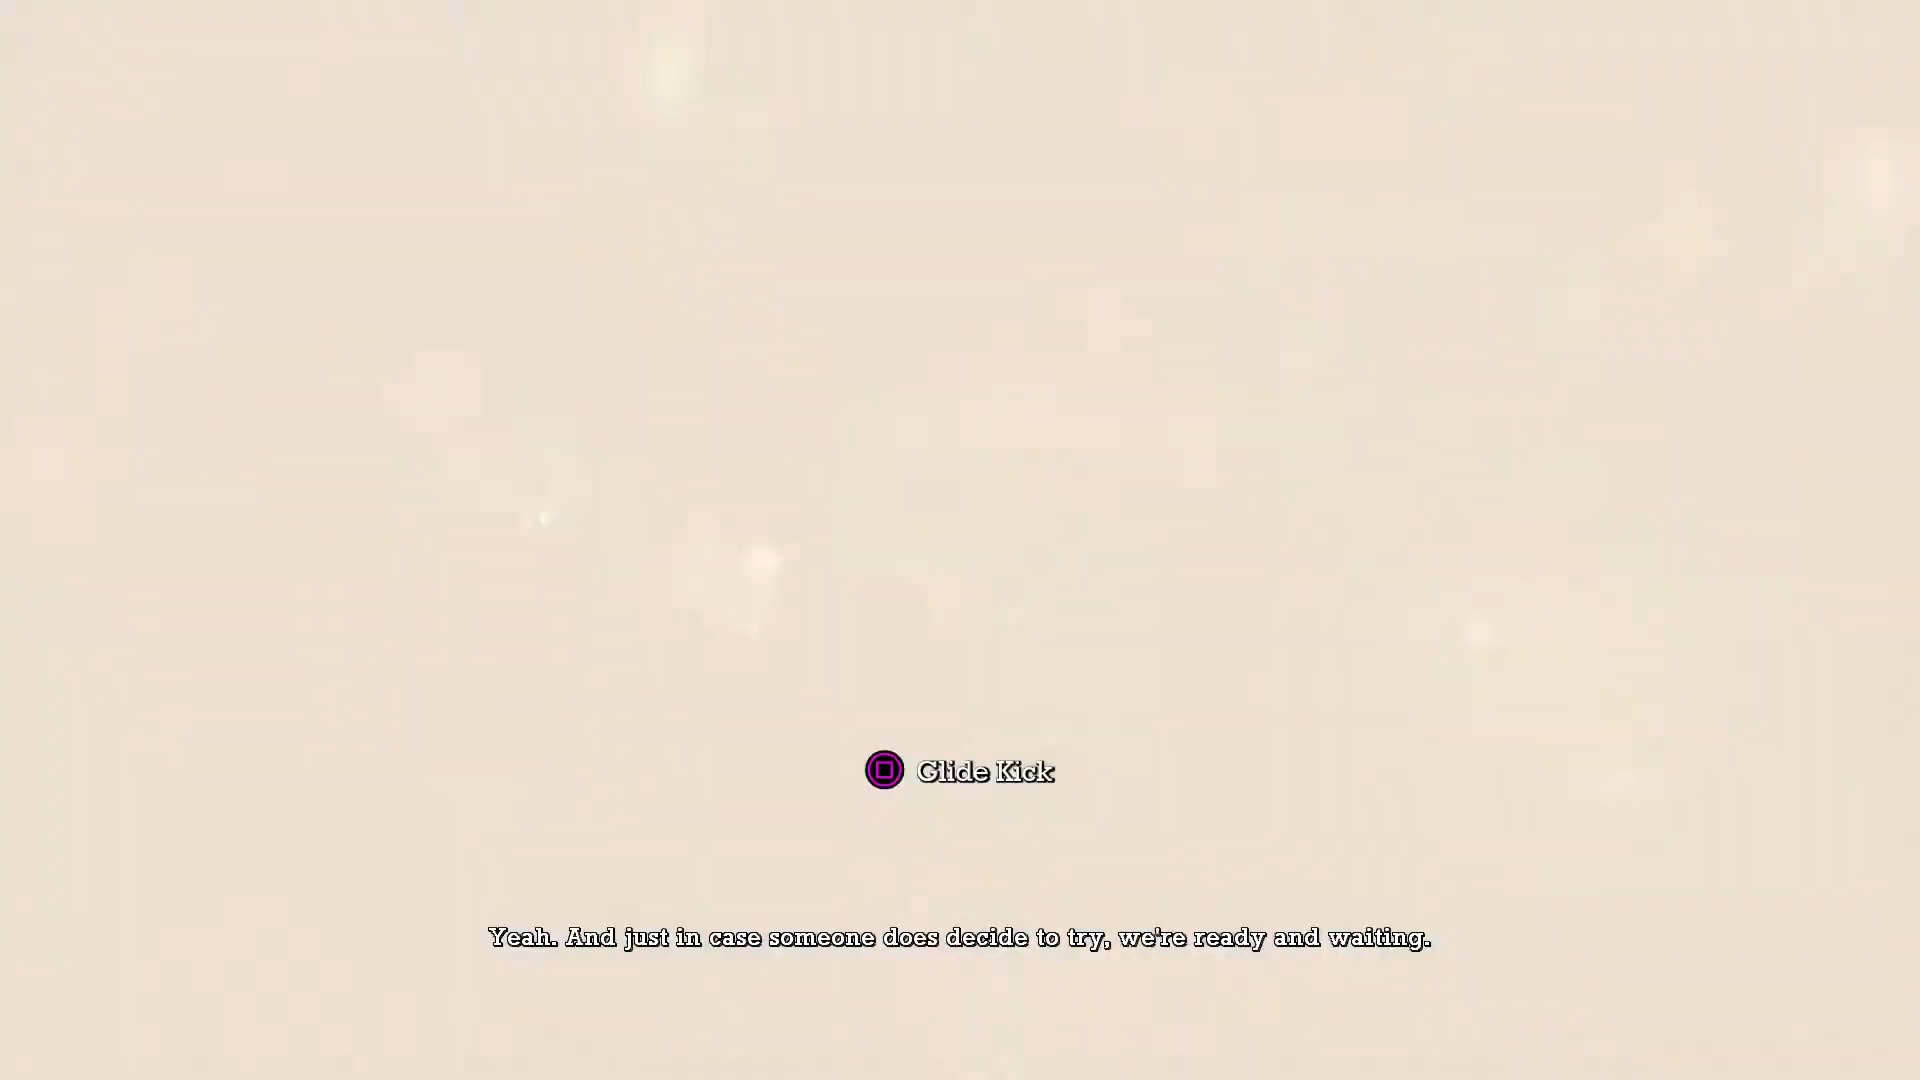 Glide Kick
Yeah. And just in case someone does decide to try, we're ready and waiting.